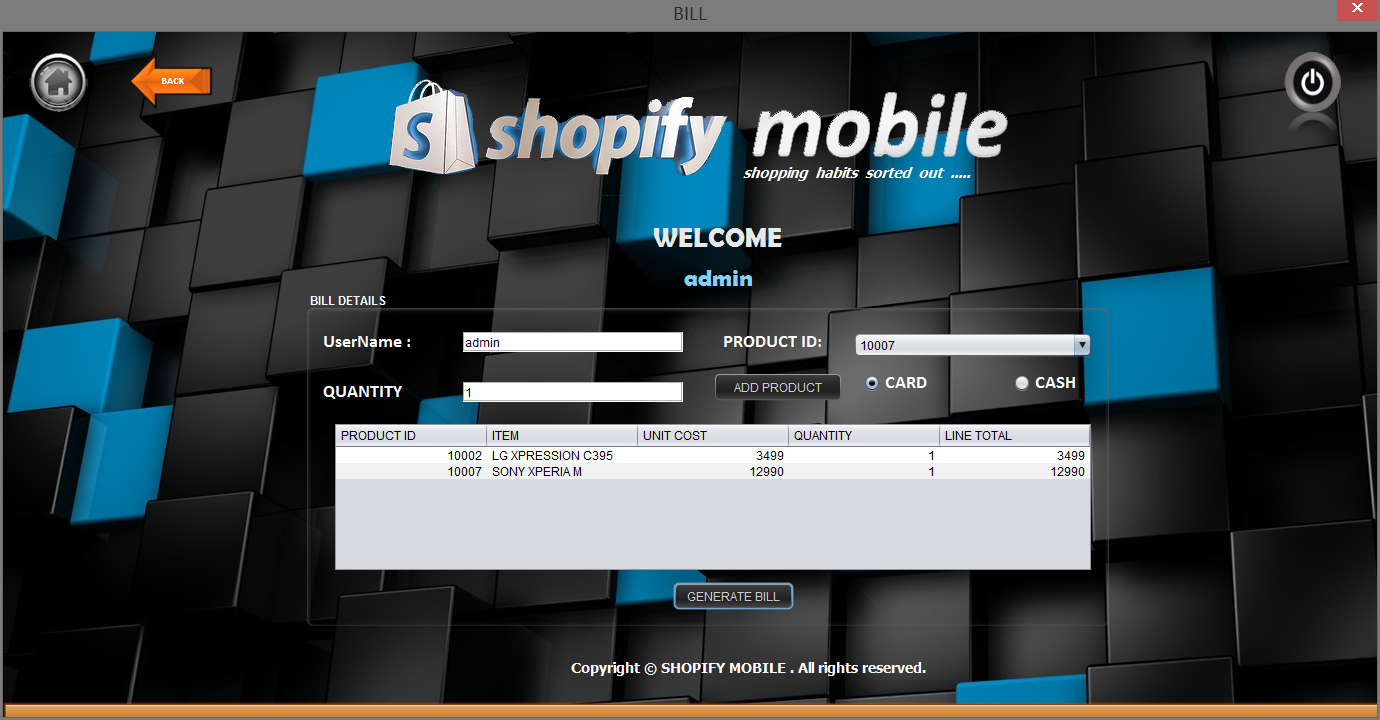 BILL
BACK
S shopify mobile
shopping habits sorted out .....
WELCOME
admin
BILL DETAILS
UserName : admin PRODUCT ID: 10007
QUANTITY 1 ADD PRODUCT CARD CASH
PRODUCT ID ITEM UNIT COST QUANTITY LINE TOTAL
10002 LG XPRESSION C395 3499 1 3499
10007 SONY XPERIA M 12990 1 12990
GENERATE BILL
Copyright © SHOPIFY MOBILE . All rights reserved.